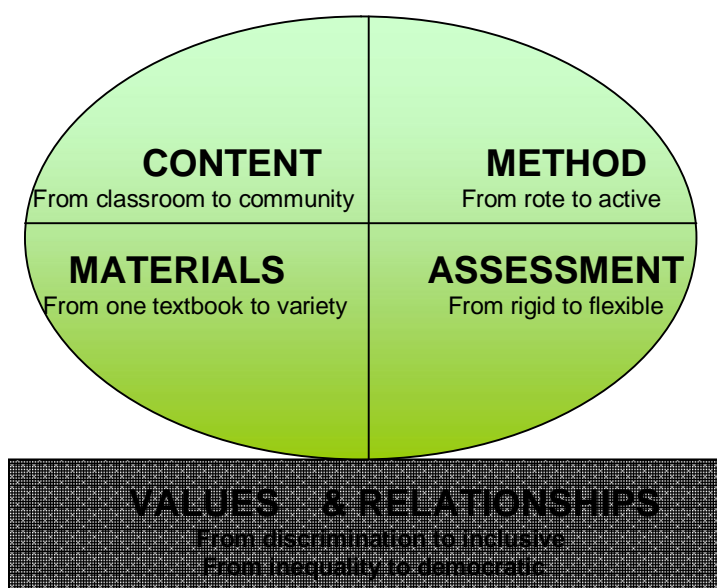 CONTENT
From classroom to community
METHOD
From rote to active
MATERIALS
From one textbook to variety
ASSESSMENT
From rigid to flexible
VALUES & RELATIONSHIPS
From discrimination to inclusive
From inequality to democratic